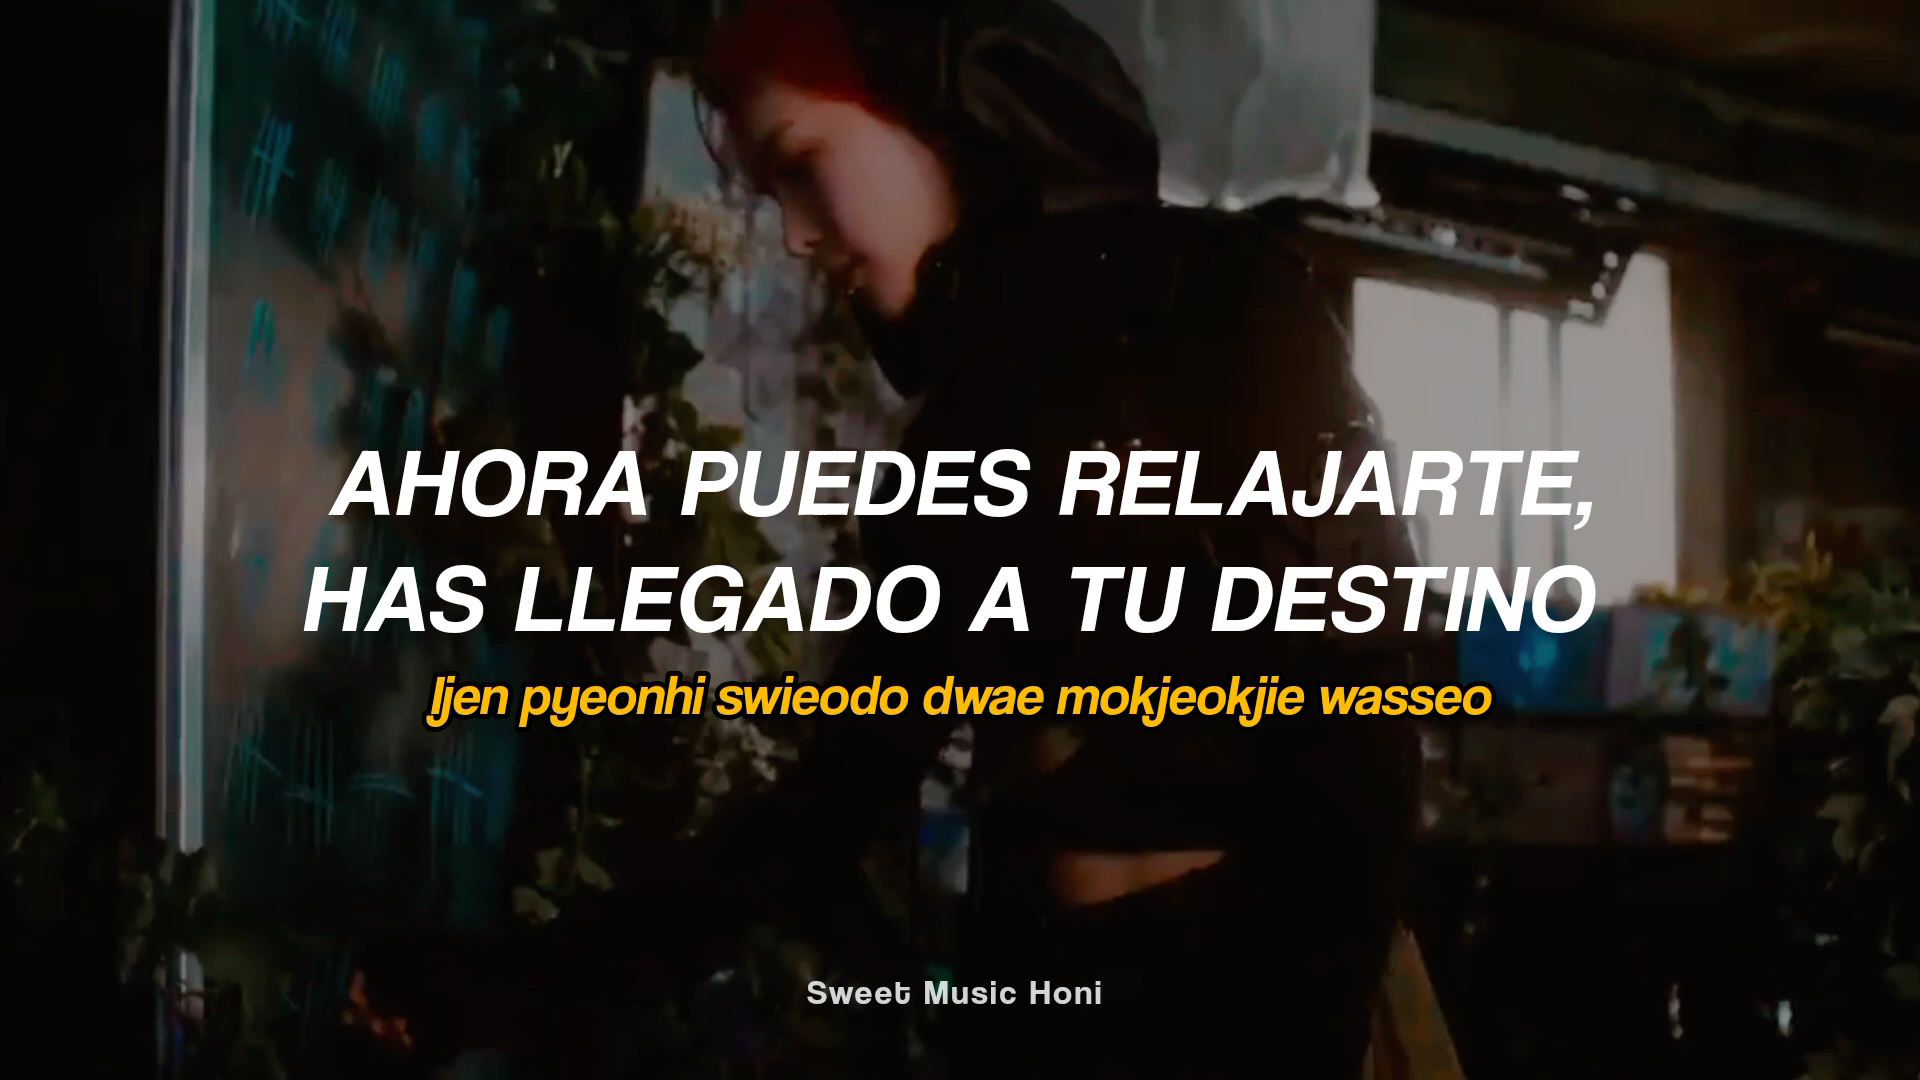 AHORA PUEDES RELAJARTE,
HAS LLEGADO A TU DESTINO
Ijen pyeonhi swieodo dwae mokjeokjie wasseo
Sweet Music Honi